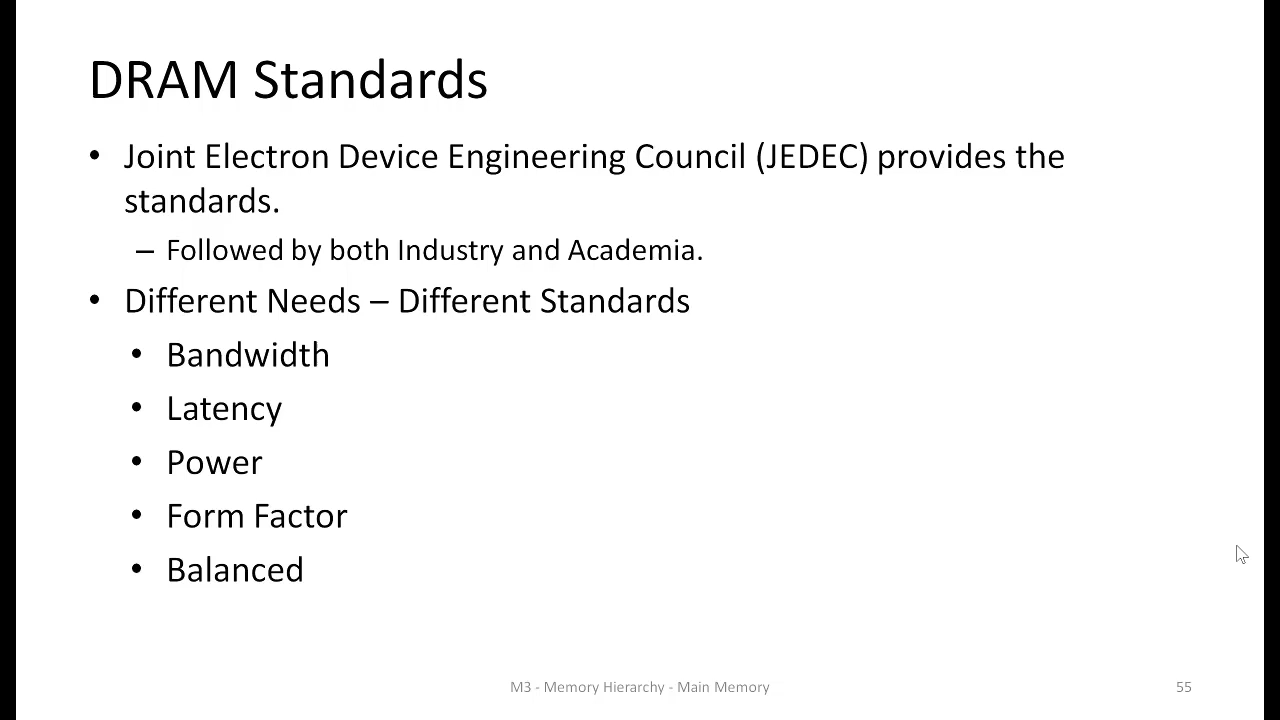 DRAM Standards
• Joint Electron Device Engineering Council (JEDEC) provides the
standards.
– Followed by both Industry and Academia.
• Different Needs – Different Standards
• Bandwidth
• Latency
• Power
• Form Factor
• Balanced
M3 - Memory Hierarchy - Main Memory
55